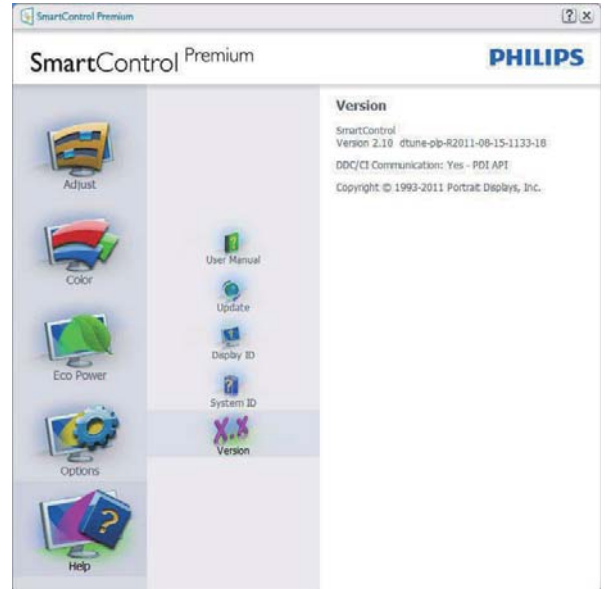 SmartControl Premium
SmartControl Premium
PHILIPS
Adjust
Color
Eco Power
Options
Help
User Manual
Update
Display ID
System ID
X.X
Version
Version
SmartControl
Version 2.10 dtune-plp-R2011-08-15-1133-18
DDC/CI Communication: Yes - PDI API
Copyright © 1993-2011 Portrait Displays, Inc.